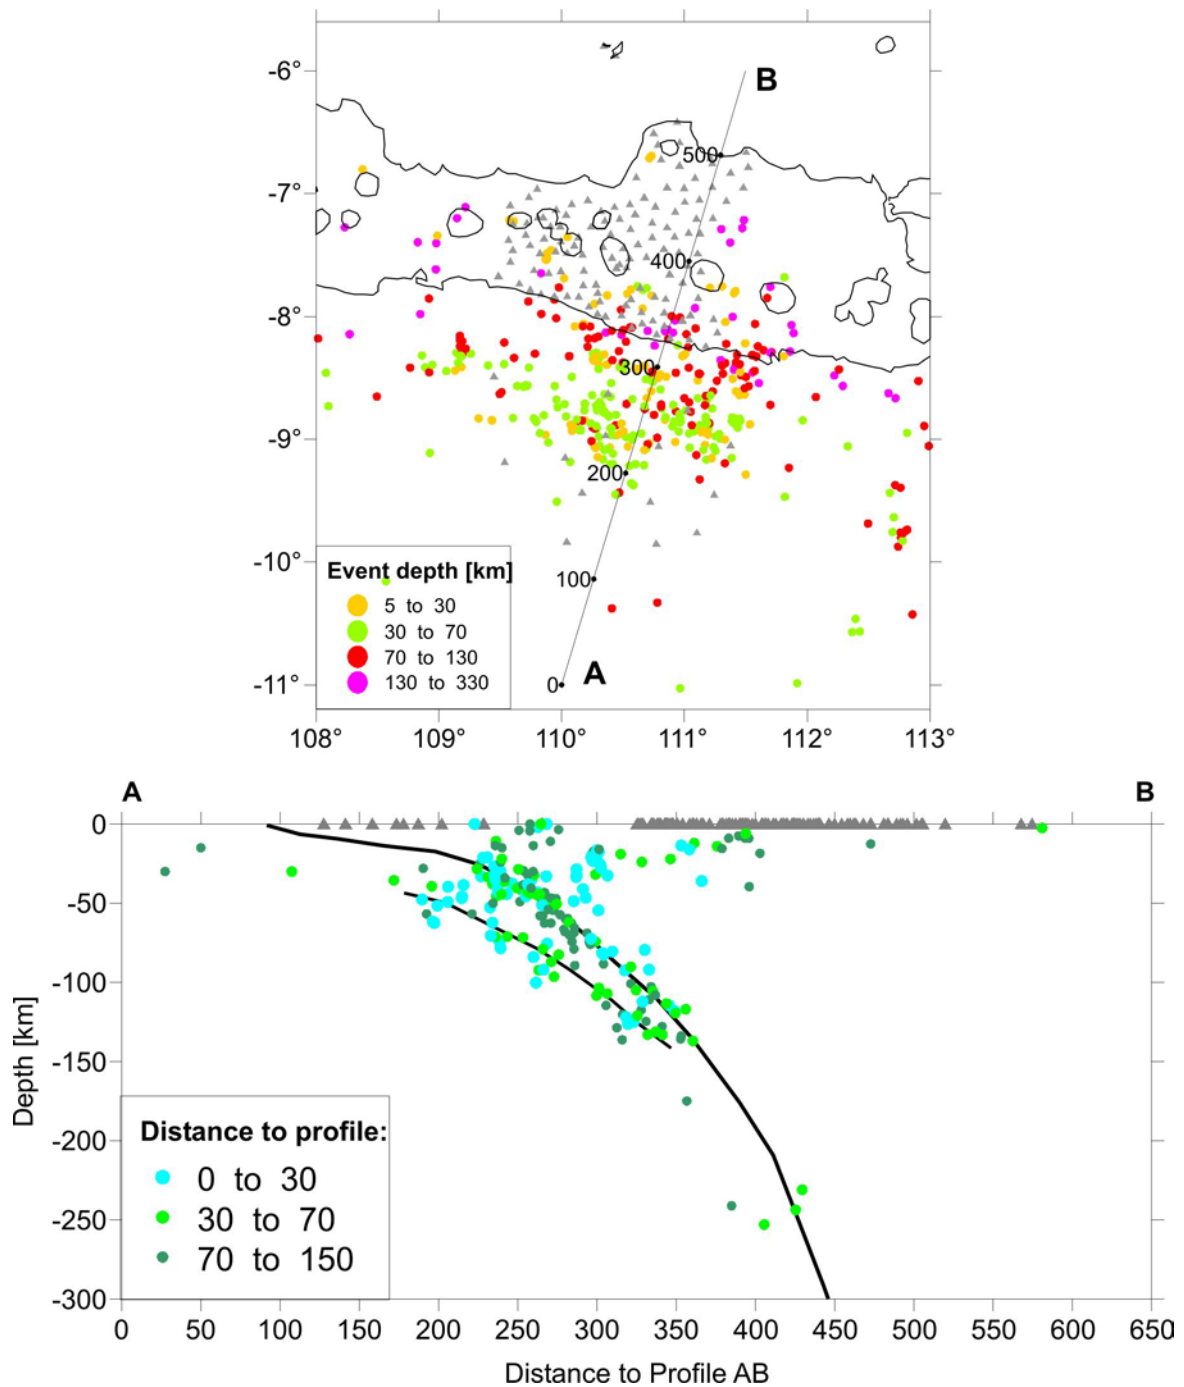 -6°
B
500
-7°
400
-8°
300
-9°
200
-10°
Event depth [km]
100
5 to 30
30 to 70
70 to 130
130 to 330
0
A
-11°
108°
109°
110°
111°
112°
113°
A
B
0
-50
-100
-150
-200
-250
-300
Depth [km]
Distance to profile:
0 to 30
30 to 70
70 to 150
0
50
100
150
200
250
300
350
400
450
500
550
600
650
Distance to Profile AB